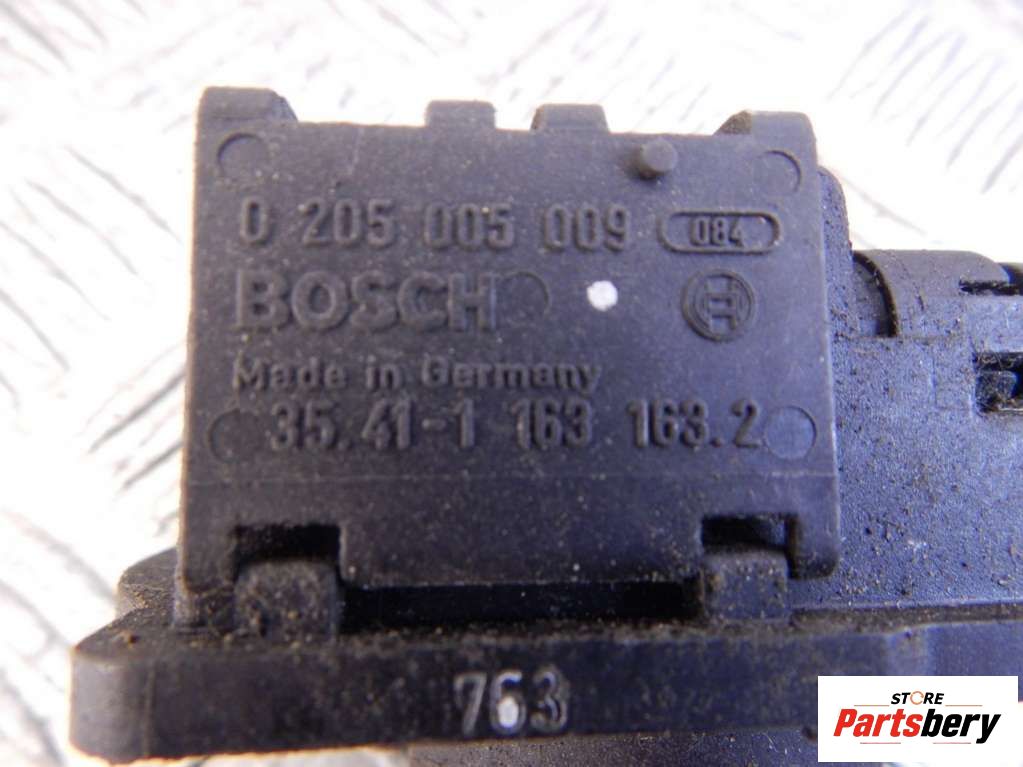 0 205 005 009 084
BOSCH
Made in Germany
35.41-1 163 163.2
763
STORE
Partsbery